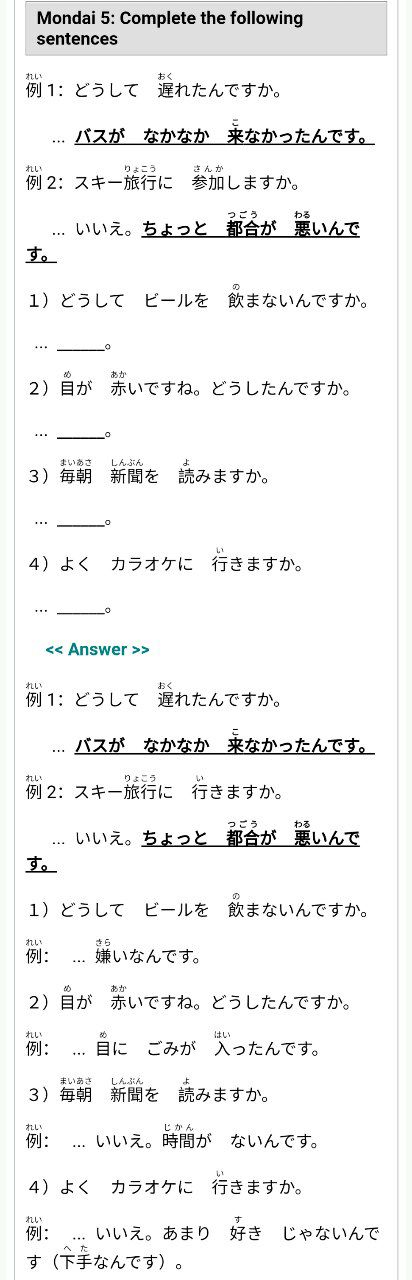 Mondai 5: Complete the following
sentences
例1: どうして　遅れたんですか。
… バスが　なかなか　来なかったんです。
例2: スキー旅行に　参加しますか。
… いいえ。ちょっと　都合が　悪いんで
す。
1）どうして　ビールを　飲まないんですか。
… ______。
2）目が　赤いですね。どうしたんですか。
… ______。
3）毎朝　新聞を　読みますか。
… ______。
4）よく　カラオケに　行きますか。
… ______。
<< Answer >>
例1: どうして　遅れたんですか。
… バスが　なかなか　来なかったんです。
例2: スキー旅行に　行きますか。
… いいえ。ちょっと　都合が　悪いんで
す。
1）どうして　ビールを　飲まないんですか。
例:　… 嫌いなんです。
2）目が　赤いですね。どうしたんですか。
例:　… 目に　ごみが　入ったんです。
3）毎朝　新聞を　読みますか。
例:　… いいえ。時間が　ないんです。
4）よく　カラオケに　行きますか。
例:　… いいえ。あまり　好き　じゃないんで
す（下手なんです）。